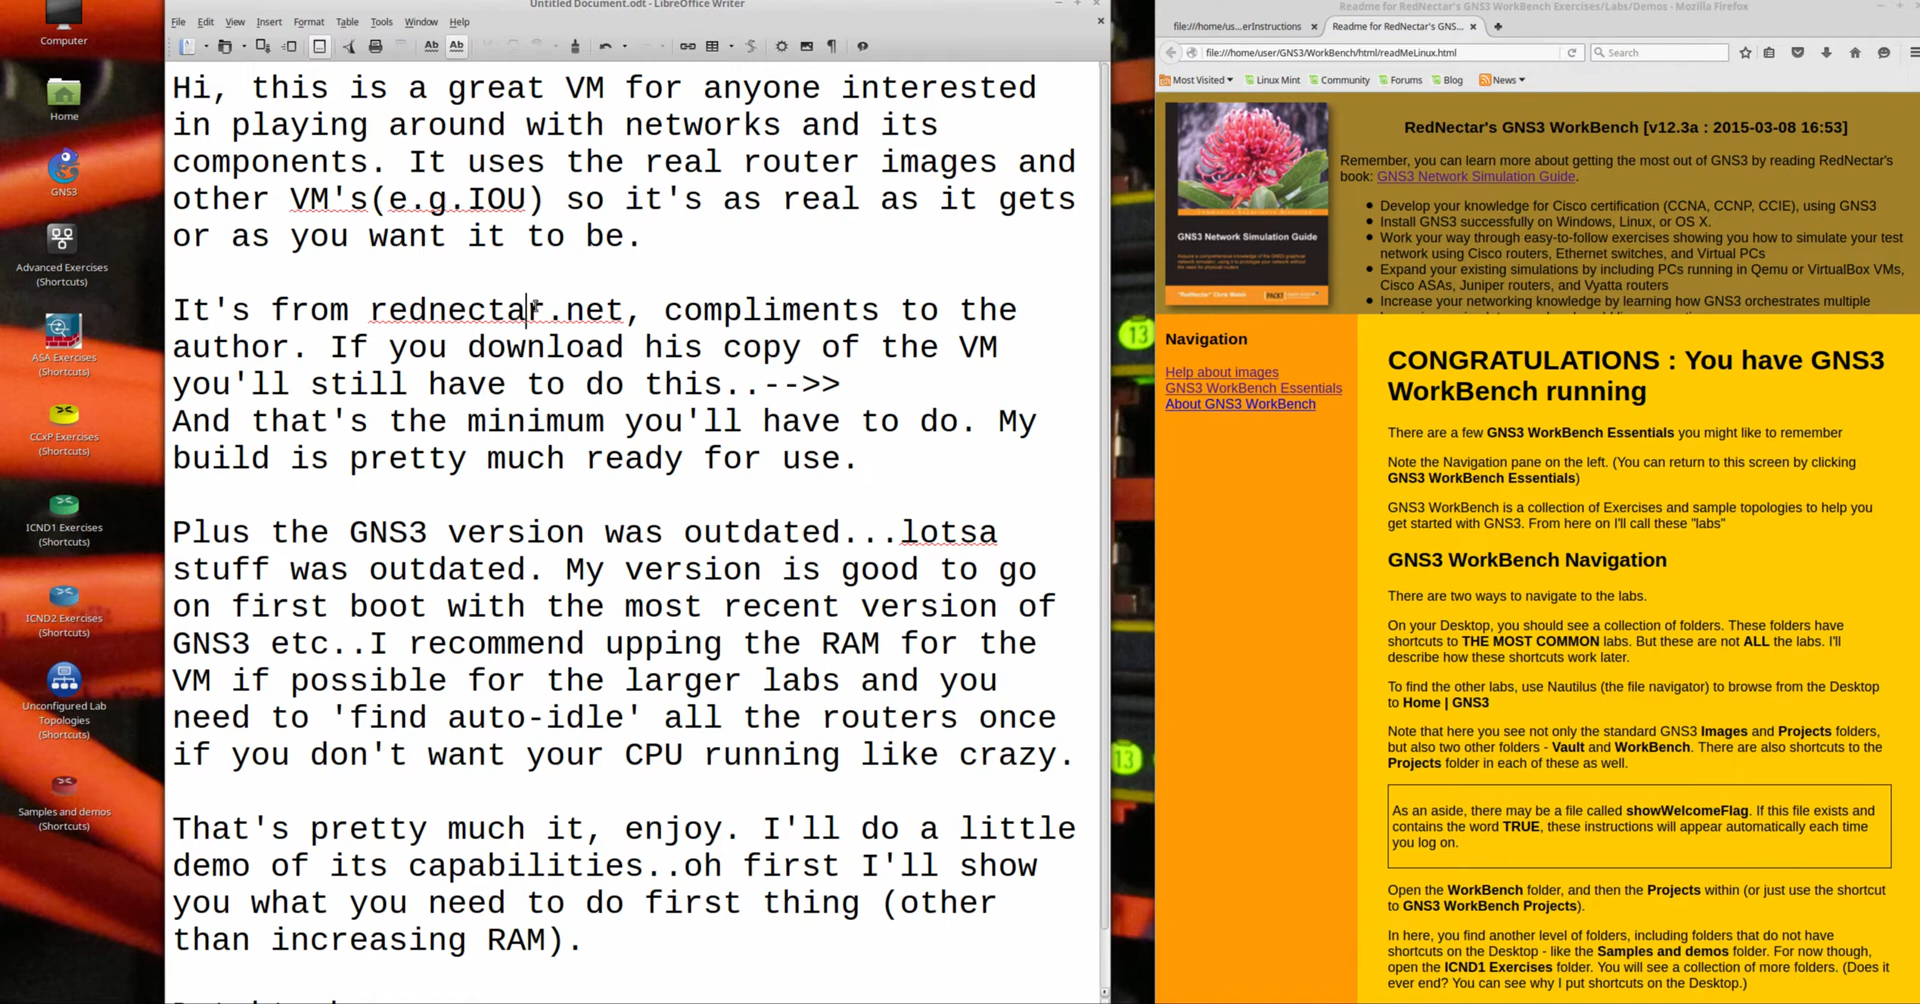 Computer
Home
GNS3
Advanced Exercises
(Shortcuts)
ASA Exercises
(Shortcuts)
CCxP Exercises
(Shortcuts)
ICND1 Exercises
(Shortcuts)
ICND2 Exercises
(Shortcuts)
Unconfigured Lab
Topologies
(Shortcuts)
Samples and demos
(Shortcuts)
Untitled Document.odt - LibreOffice Writer
File Edit View Insert Format Table Tools Window Help
Hi, this is a great VM for anyone interested
in playing around with networks and its
components. It uses the real router images and
other VM's(e.g.IOU) so it's as real as it gets
or as you want it to be.
It's from rednectar.net, compliments to the
author. If you download his copy of the VM
you'll still have to do this..-->>
And that's the minimum you'll have to do. My
build is pretty much ready for use.
Plus the GNS3 version was outdated...lotsa
stuff was outdated. My version is good to go
on first boot with the most recent version of
GNS3 etc..I recommend upping the RAM for the
VM if possible for the larger labs and you
need to 'find auto-idle' all the routers once
if you don't want your CPU running like crazy.
That's pretty much it, enjoy. I'll do a little
demo of its capabilities..oh first I'll show
you what you need to do first thing (other
than increasing RAM).
13
13
Readme for RedNectar's GNS3 WorkBench Exercises/Labs/Demos - Mozilla Firefox
file:///home/us...erInstructions
Readme for RedNectar's GNS...
file:///home/user/GNS3/WorkBench/html/readMeLinux.html
Search
Most Visited Linux Mint Community Forums Blog News
GNS3 Network Simulation Guide
"RedNectar" Chris Welsh
PACKT
RedNectar's GNS3 WorkBench [v12.3a : 2015-03-08 16:53]
Remember, you can learn more about getting the most out of GNS3 by reading RedNectar's
book: GNS3 Network Simulation Guide.
• Develop your knowledge for Cisco certification (CCNA, CCNP, CCIE), using GNS3
• Install GNS3 successfully on Windows, Linux, or OS X.
• Work your way through easy-to-follow exercises showing you how to simulate your test
network using Cisco routers, Ethernet switches, and Virtual PCs
• Expand your existing simulations by including PCs running in Qemu or VirtualBox VMs,
Cisco ASAs, Juniper routers, and Vyatta routers
• Increase your networking knowledge by learning how GNS3 orchestrates multiple
Navigation
Help about images
GNS3 WorkBench Essentials
About GNS3 WorkBench
CONGRATULATIONS : You have GNS3
WorkBench running
There are a few GNS3 WorkBench Essentials you might like to remember
Note the Navigation pane on the left. (You can return to this screen by clicking
GNS3 WorkBench Essentials)
GNS3 WorkBench is a collection of Exercises and sample topologies to help you
get started with GNS3. From here on I'll call these "labs"
GNS3 WorkBench Navigation
There are two ways to navigate to the labs.
On your Desktop, you should see a collection of folders. These folders have
shortcuts to THE MOST COMMON labs. But these are not ALL the labs. I'll
describe how these shortcuts work later.
To find the other labs, use Nautilus (the file navigator) to browse from the Desktop
to Home | GNS3
Note that here you see not only the standard GNS3 Images and Projects folders,
but also two other folders - Vault and WorkBench. There are also shortcuts to the
Projects folder in each of these as well.
As an aside, there may be a file called showWelcomeFlag. If this file exists and
contains the word TRUE, these instructions will appear automatically each time
you log on.
Open the WorkBench folder, and then the Projects within (or just use the shortcut
to GNS3 WorkBench Projects).
In here, you find another level of folders, including folders that do not have
shortcuts on the Desktop - like the Samples and demos folder. For now though,
open the ICND1 Exercises folder. You will see a collection of more folders. (Does it
ever end? You can see why I put shortcuts on the Desktop.)